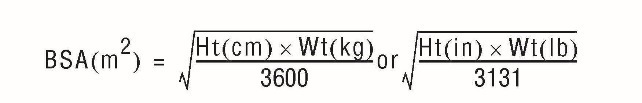 BSA(m²) = √Ht(cm) × Wt(kg)/3600 or √Ht(in) × Wt(lb)/3131